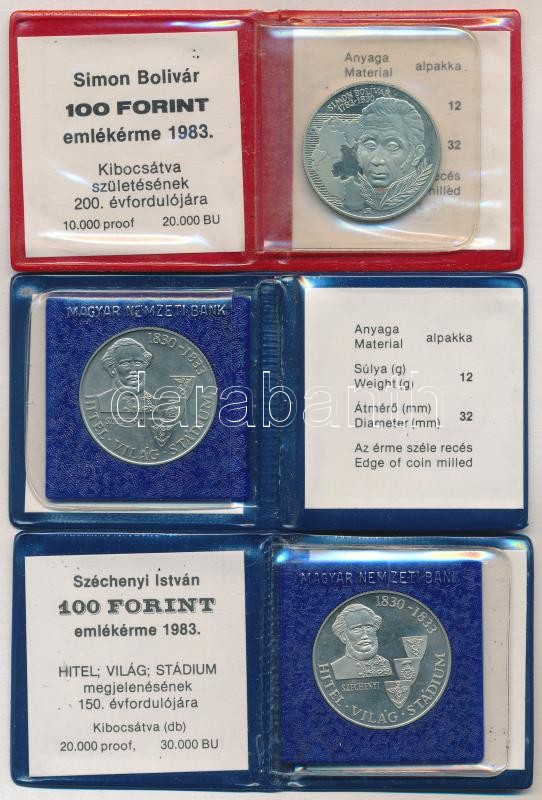 Simon Bolivár
100 FORINT
emlékérme 1983.
Kibocsátva
születésének
200. évfordulójára
10.000 proof 20.000 BU
Anyaga
Material alpakka
12
32
recés
milled
SIMON BOLIVAR
1783-1830
MAGYAR NEMZETI BANK
1830-1833
HITEL · VILÁG · STÁDIUM
Anyaga
Material alpakka
Súlya (g)
Weight (g) 12
Átmérő (mm)
Diameter (mm) 32
Az érme széle recés
Edge of coin milled
darabanth
Széchenyi István
100 FORINT
emlékérme 1983.
HITEL; VILÁG; STÁDIUM
megjelenésének
150. évfordulójára
Kibocsátva (db)
20.000 proof, 30.000 BU
MAGYAR NEMZETI BANK
1830-1833
SZÉCHENYI
HITEL · VILÁG · STÁDIUM